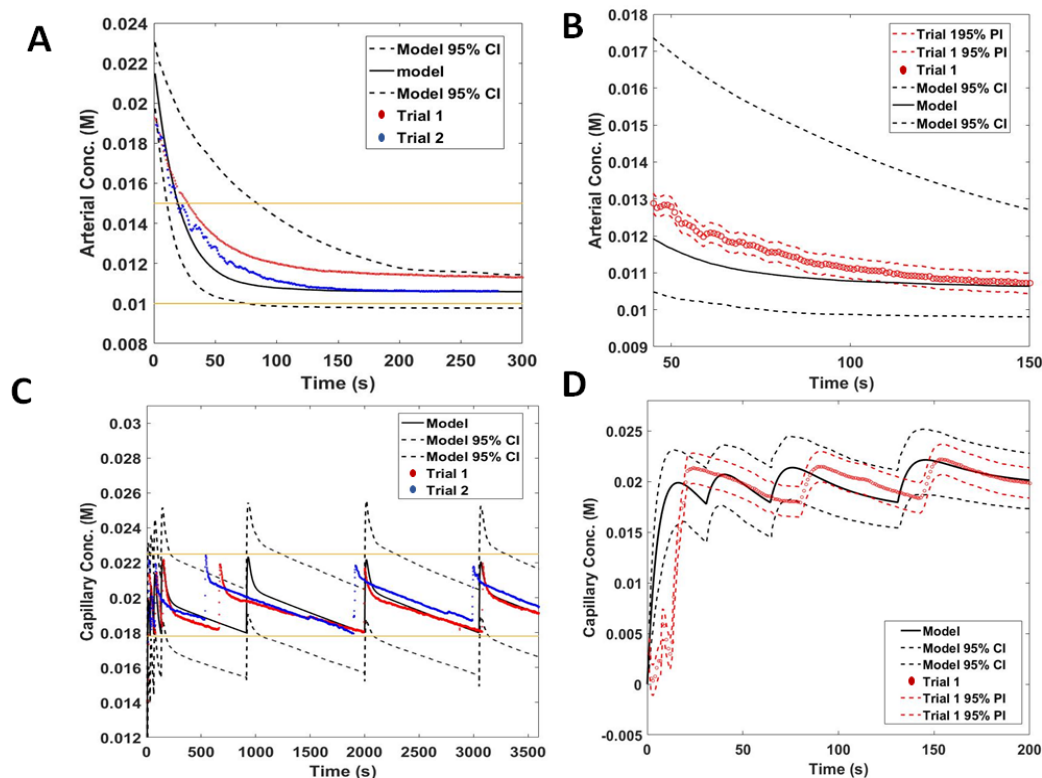 A
0.024
0.022
0.02
0.018
0.016
0.014
0.012
0.01
0.008
Arterial Conc. (M)
0 50 100 150 200 250 300
Time (s)
Model 95% CI
model
Model 95% CI
Trial 1
Trial 2
B
0.018
0.017
0.016
0.015
0.014
0.013
0.012
0.011
0.01
0.009
Arterial Conc. (M)
50 100 150
Time (s)
Trial 195% PI
Trial 1 95% PI
Trial 1
Model 95% CI
Model
Model 95% CI
C
0.03
0.028
0.026
0.024
0.022
0.02
0.018
0.016
0.014
0.012
Capillary Conc. (M)
0 500 1000 1500 2000 2500 3000 3500
Time (s)
Model
Model 95% CI
Model 95% CI
Trial 1
Trial 2
D
0.025
0.02
0.015
0.01
0.005
0
-0.005
Capillary Conc. (M)
0 50 100 150 200
Time (s)
Model
Model 95% CI
Model 95% CI
Trial 1
Trial 1 95% PI
Trial 1 95% PI